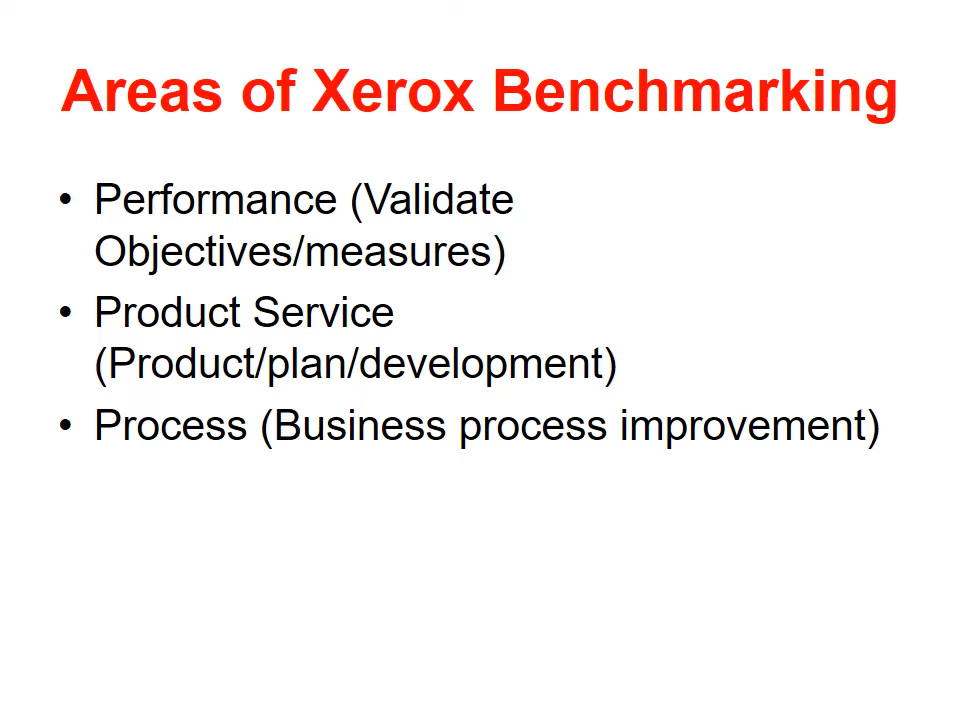 Areas of Xerox Benchmarking
• Performance (Validate
Objectives/measures)
• Product Service
(Product/plan/development)
• Process (Business process improvement)